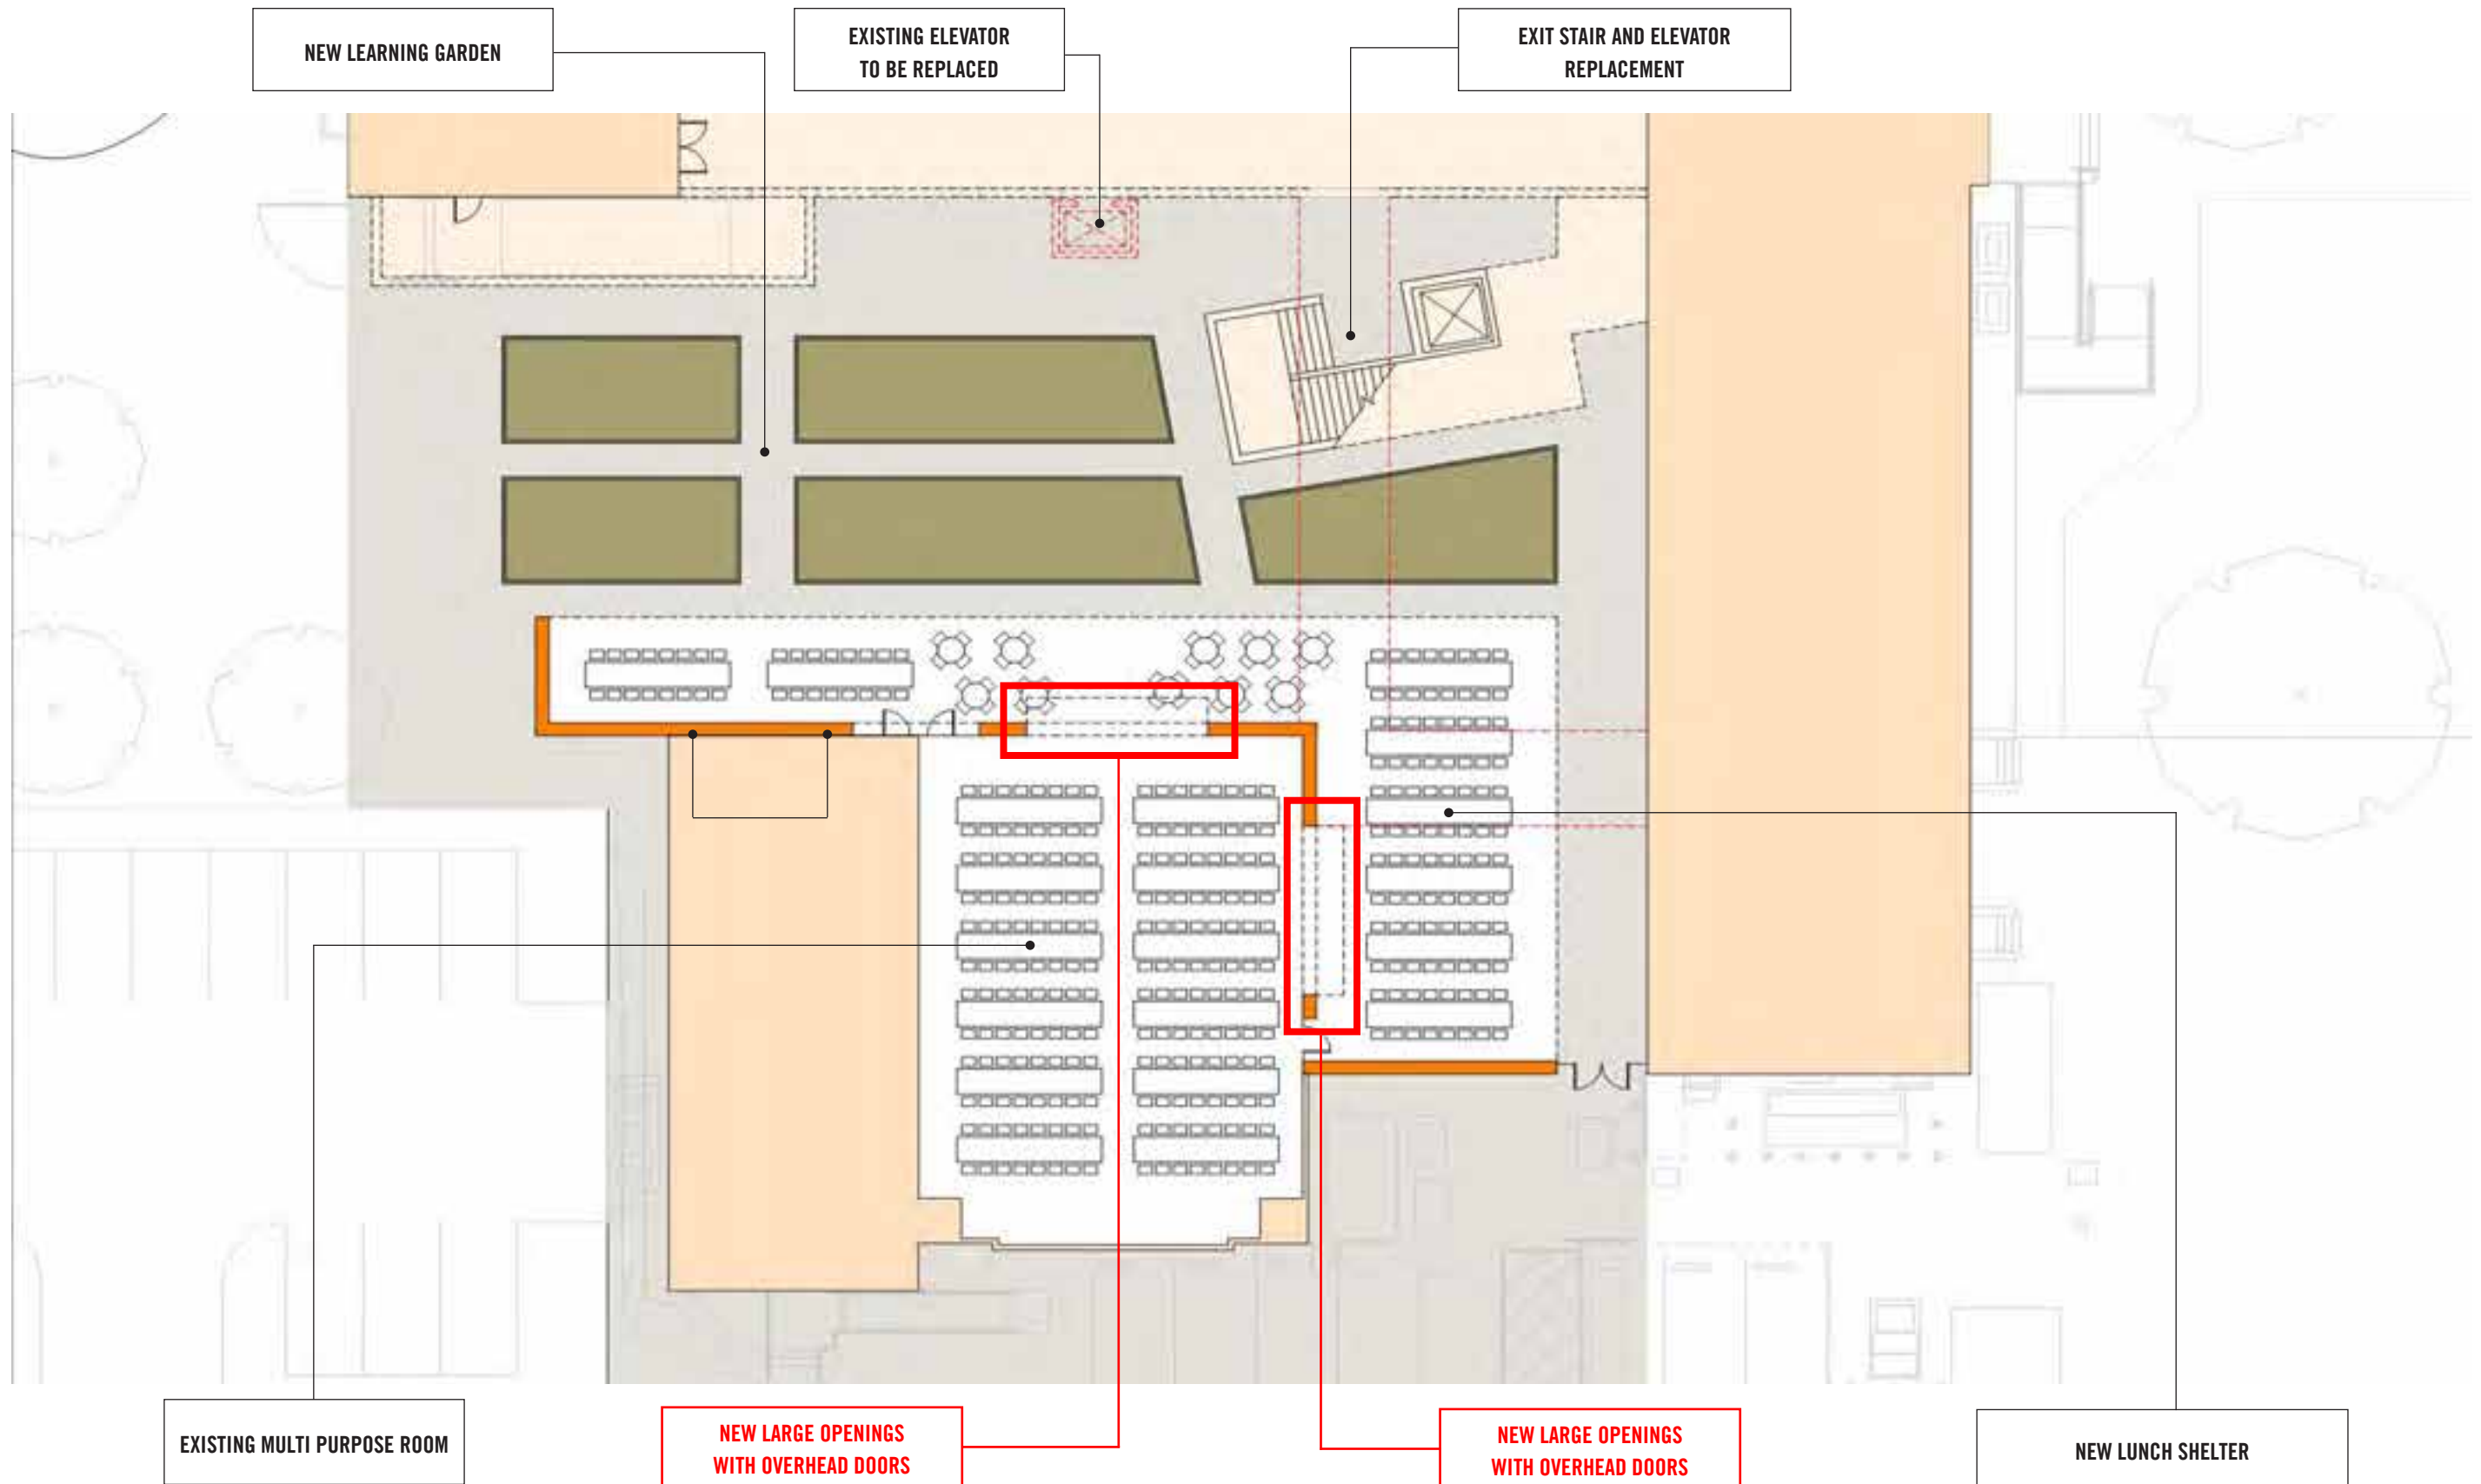 NEW LEARNING GARDEN
EXISTING ELEVATOR
TO BE REPLACED
EXIT STAIR AND ELEVATOR
REPLACEMENT
EXISTING MULTI PURPOSE ROOM
NEW LARGE OPENINGS
WITH OVERHEAD DOORS
NEW LARGE OPENINGS
WITH OVERHEAD DOORS
NEW LUNCH SHELTER